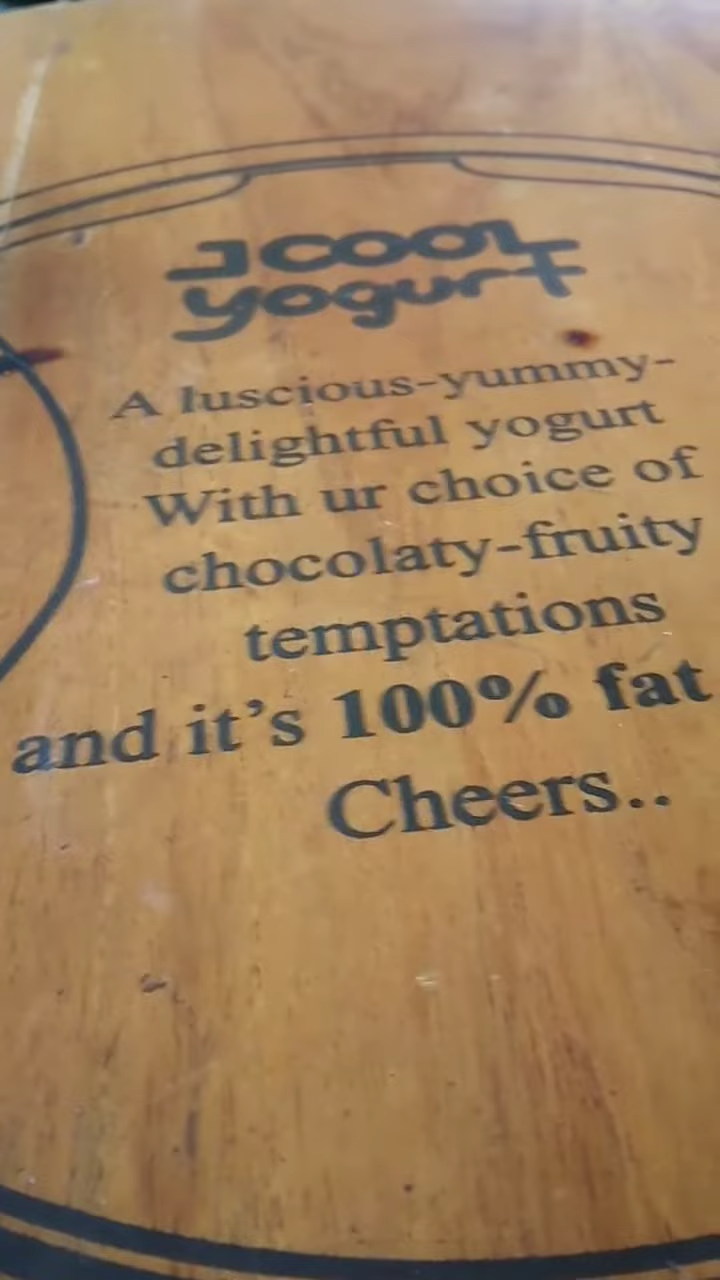 J.COOL
yogurt
A luscious-yummy-
delightful yogurt
With ur choice of
chocolaty-fruity
temptations
and it's 100% fat
Cheers..